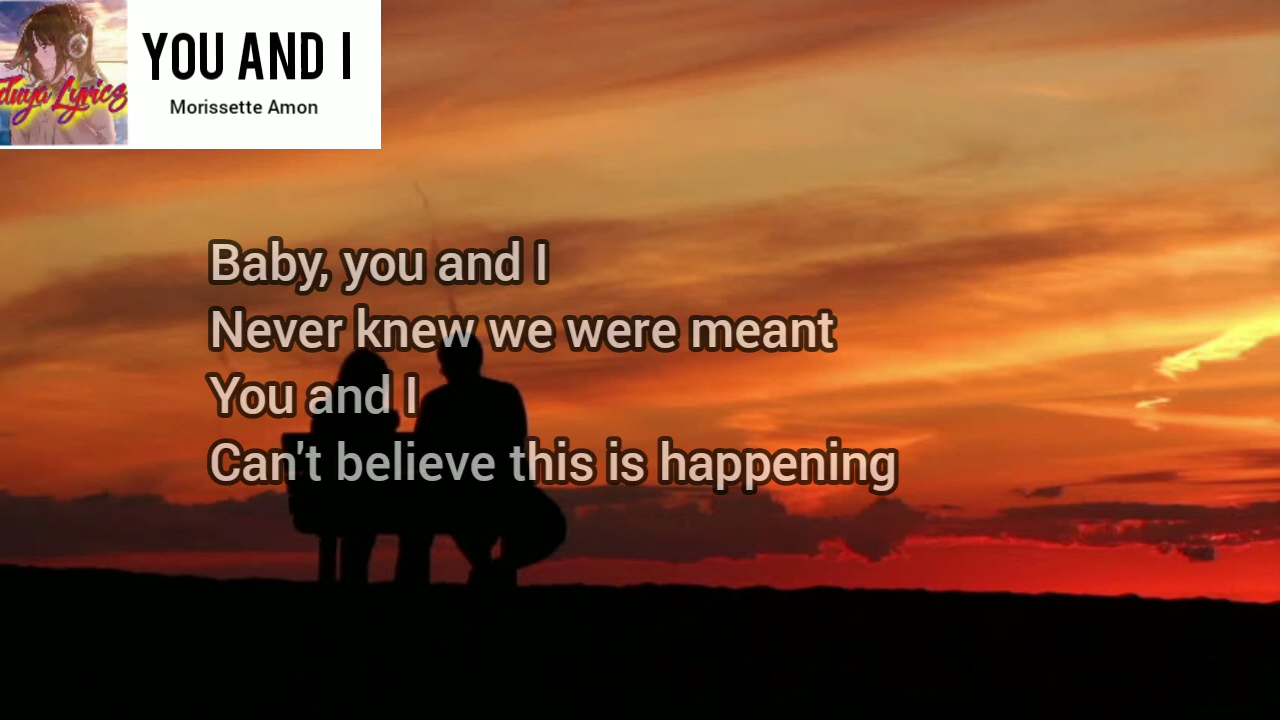 YOU AND I
Morissette Amon
Lyrics
Baby, you and I
Never knew we were meant
You and I
Can't believe this is happening